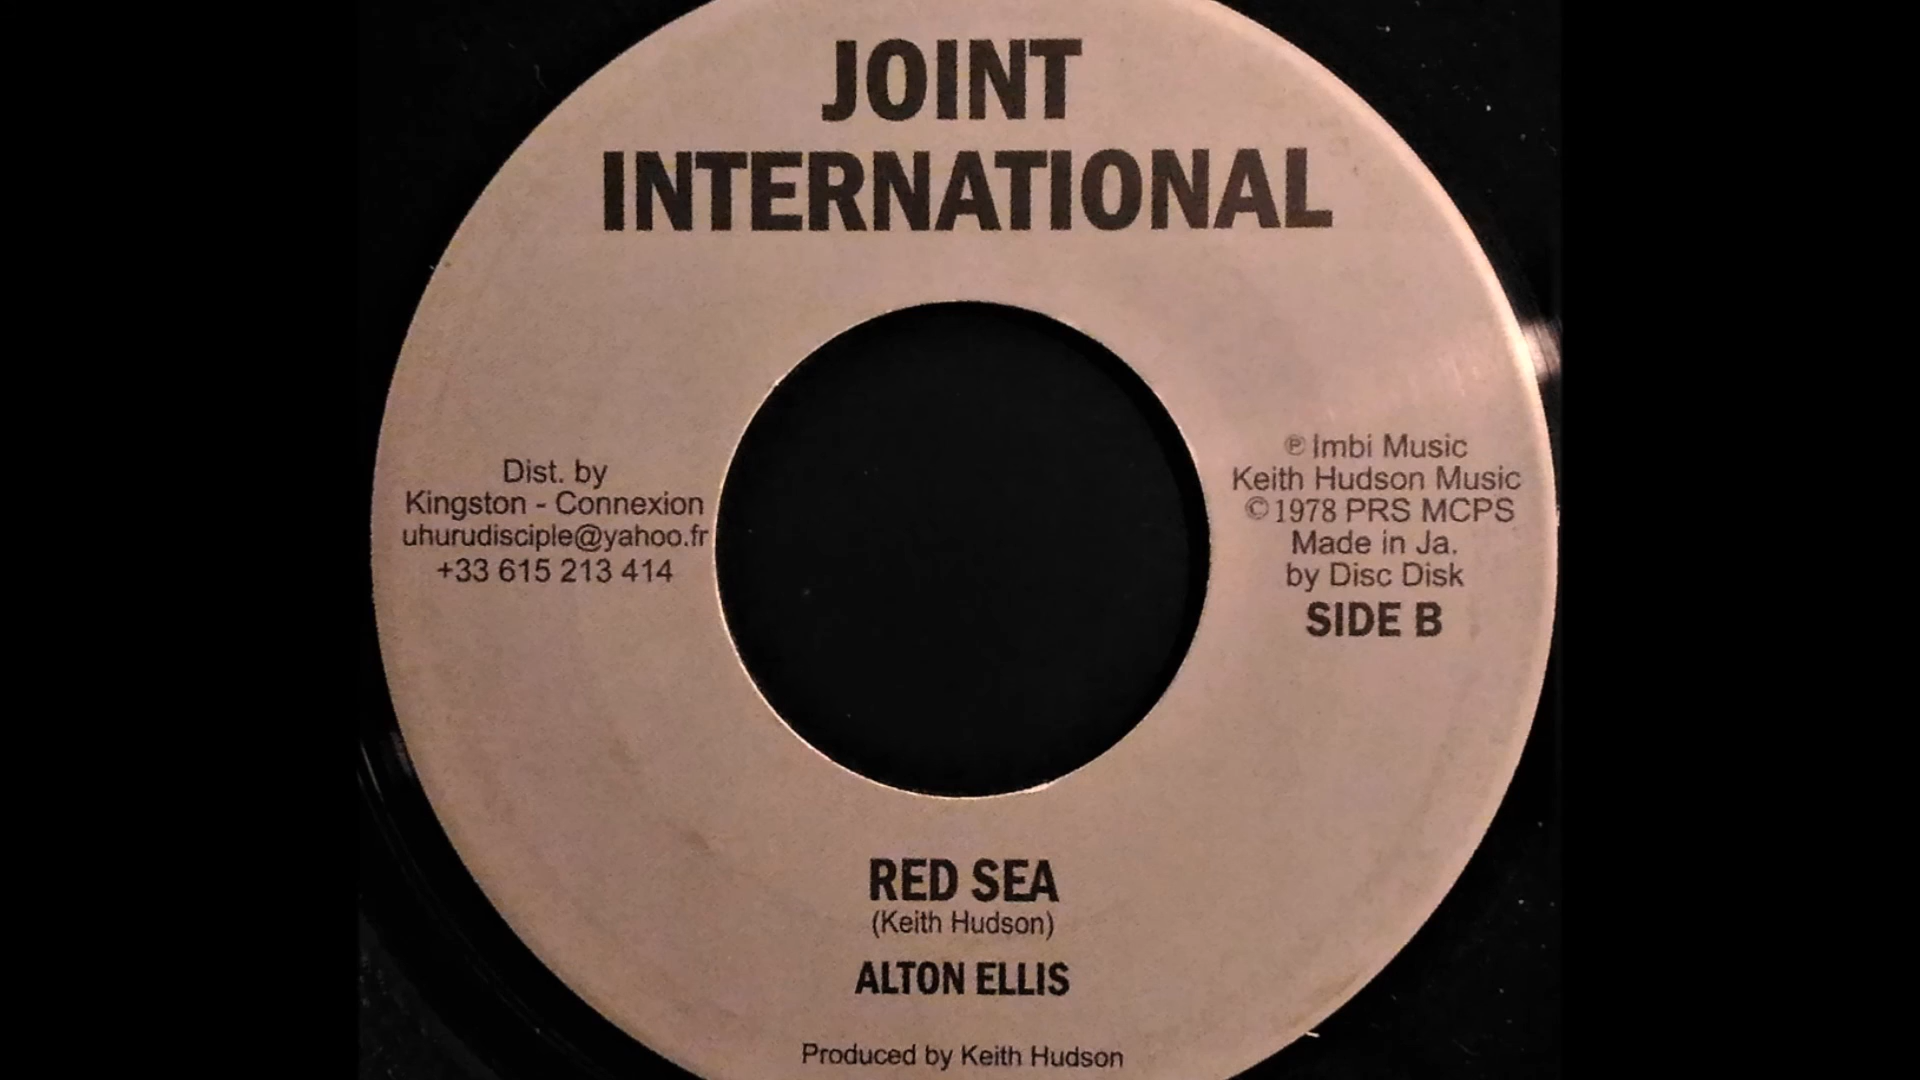 JOINT
INTERNATIONAL
Dist. by
Kingston - Connexion
uhurudisciple@yahoo.fr
+33 615 213 414
℗ Imbi Music
Keith Hudson Music
©1978 PRS MCPS
Made in Ja.
by Disc Disk
SIDE B
RED SEA
(Keith Hudson)
ALTON ELLIS
Produced by Keith Hudson